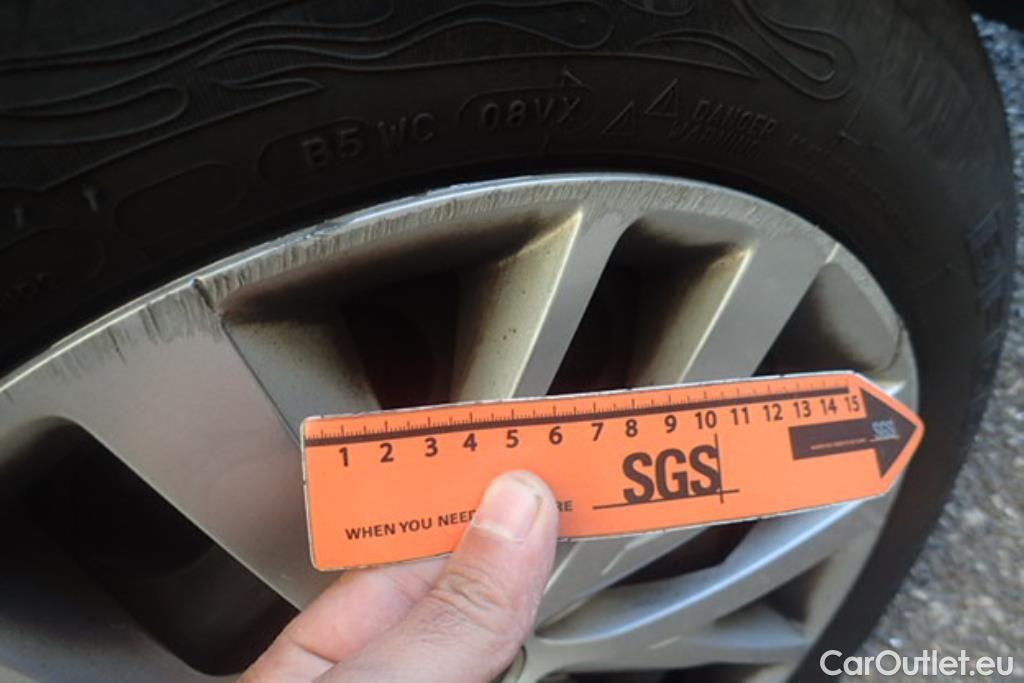 B5 WC 08VX
DANGER
WARNING
1 2 3 4 5 6 7 8 9 10 11 12 13 14 15
SGS
SGS
WHEN YOU NEED
RE
CarOutlet.eu